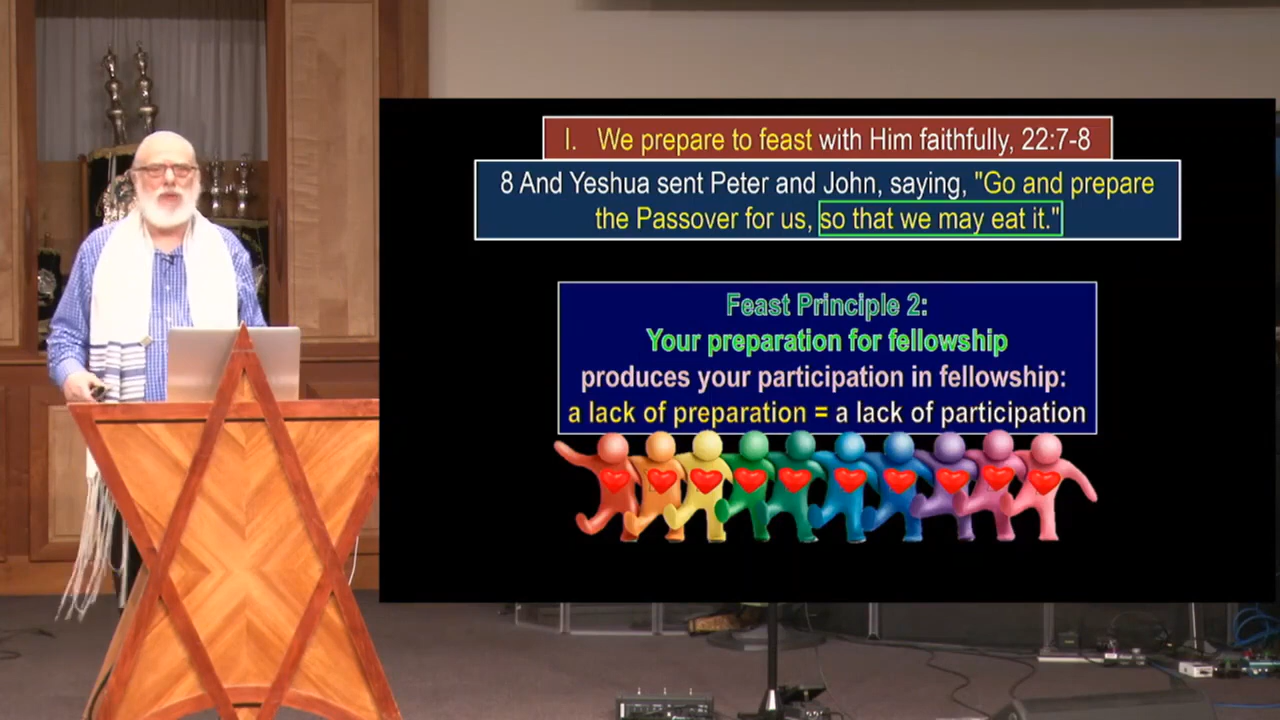 I. We prepare to feast with Him faithfully, 22:7-8
8 And Yeshua sent Peter and John, saying, "Go and prepare
the Passover for us, so that we may eat it."
Feast Principle 2:
Your preparation for fellowship
produces your participation in fellowship:
a lack of preparation = a lack of participation